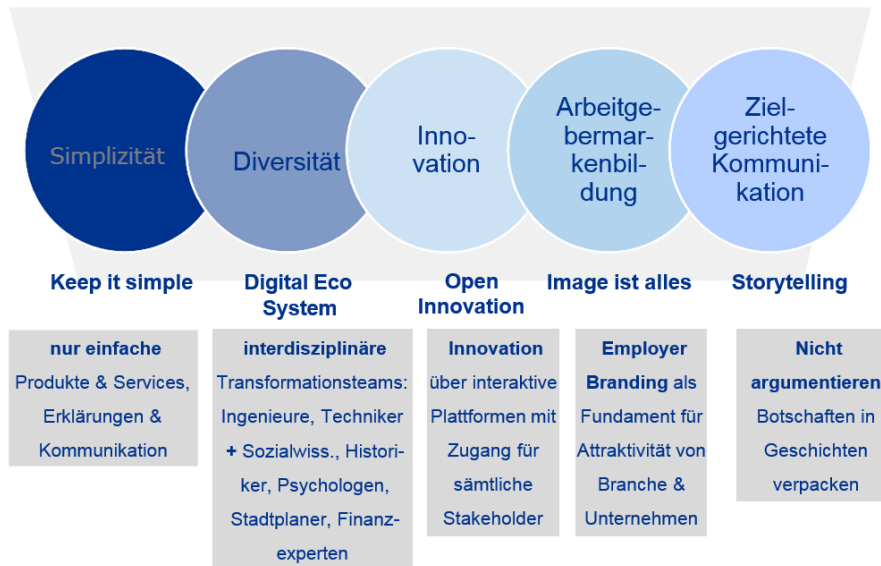 Simplizität
Diversität
Inno-
vation
Arbeitge-
bermar-
kenbil-
dung
Ziel-
gerichtete
Kommuni-
kation
Keep it simple
Digital Eco
System
Open
Innovation
Image ist alles
Storytelling
nur einfache
Produkte & Services,
Erklärungen &
Kommunikation
interdisziplinäre
Transformationsteams:
Ingenieure, Techniker
+ Sozialwiss., Histori-
ker, Psychologen,
Stadtplaner, Finanz-
experten
Innovation
über interaktive
Plattformen mit
Zugang für
sämtliche
Stakeholder
Employer
Branding als
Fundament für
Attraktivität von
Branche &
Unternehmen
Nicht
argumentieren
Botschaften in
Geschichten
verpacken